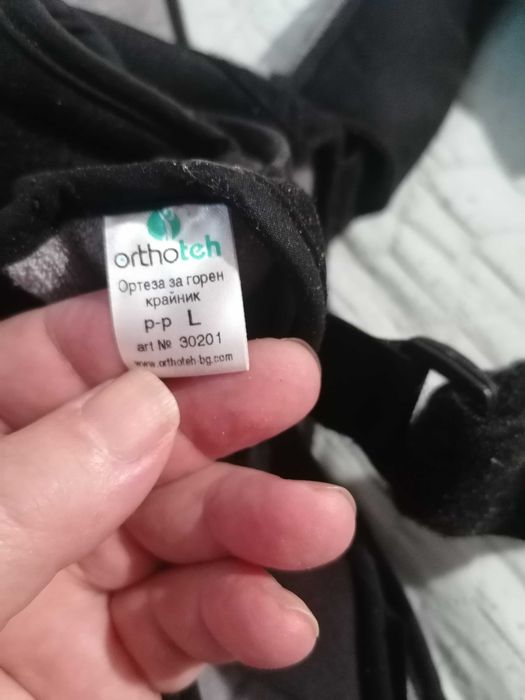 orthoteh
Ортеза за горен
крайник
р-р L
art № 30201
www.orthoteh-bg.com